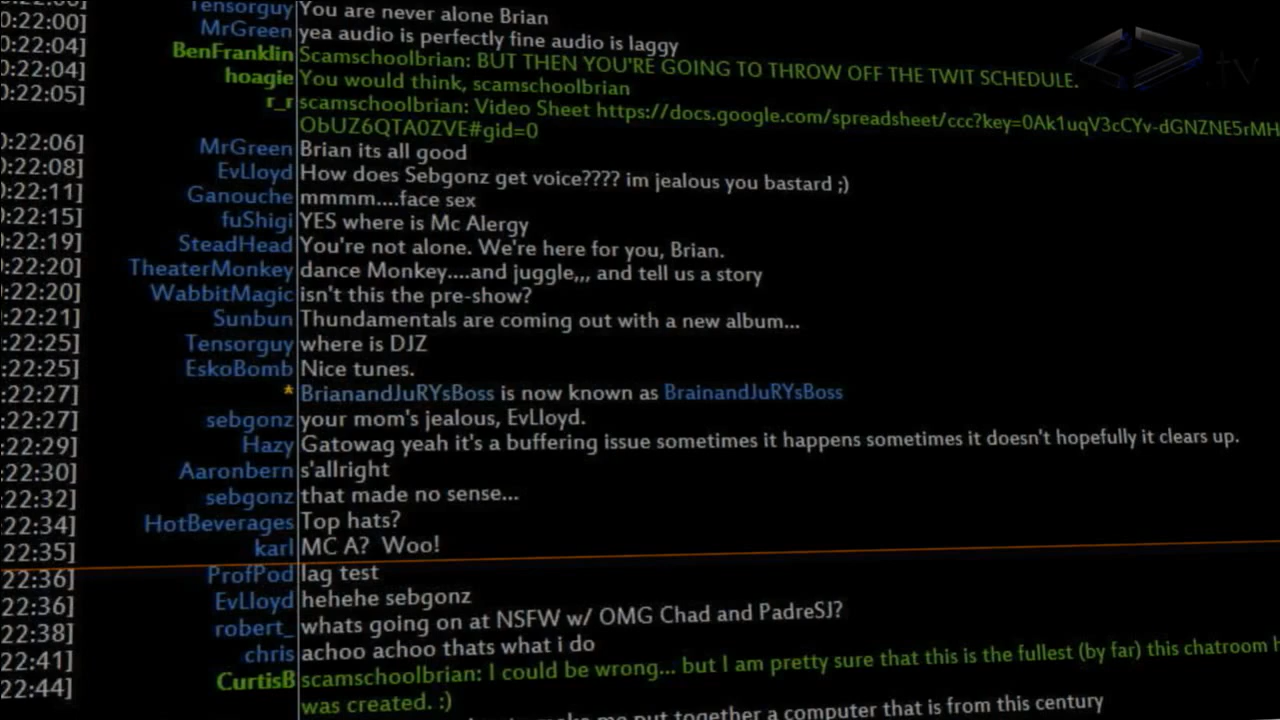 Tensorguy You are never alone Brian
0:22:00] MrGreen yea audio is perfectly fine audio is laggy
0:22:04] BenFranklin Scamschoolbrian: BUT THEN YOU'RE GOING TO THROW OFF THE TWIT SCHEDULE.
0:22:04] hoagie You would think, scamschoolbrian
0:22:05] r_r scamschoolbrian: Video Sheet https://docs.google.com/spreadsheet/ccc?key=0Ak1uqV3cCYv-dGNZNE5rMH
ObUZ6QTA0ZVE#gid=0
0:22:06] MrGreen Brian its all good
0:22:08] EvLloyd How does Sebgonz get voice???? im jealous you bastard ;)
0:22:11] Ganouche mmmm....face sex
0:22:15] fuShigi YES where is Mc Alergy
0:22:19] SteadHead You're not alone. We're here for you, Brian.
:22:20] TheaterMonkey dance Monkey....and juggle,,, and tell us a story
:22:20] WabbitMagic isn't this the pre-show?
:22:21] Sunbun Thundamentals are coming out with a new album...
:22:25] Tensorguy where is DJZ
:22:25] EskoBomb Nice tunes.
:22:27] * BrianandJuRYsBoss is now known as BrainandJuRYsBoss
:22:27] sebgonz your mom's jealous, EvLloyd.
:22:29] Hazy Gatowag yeah it's a buffering issue sometimes it happens sometimes it doesn't hopefully it clears up.
:22:30] Aaronbern s'allright
:22:32] sebgonz that made no sense...
:22:34] HotBeverages Top hats?
:22:35] karl MC A? Woo!
22:36] ProfPod lag test
22:36] EvLloyd hehehe sebgonz
22:38] robert_ whats going on at NSFW w/ OMG Chad and PadreSJ?
22:41] chris achoo achoo thats what i do
22:44] CurtisB scamschoolbrian: I could be wrong... but I am pretty sure that this is the fullest (by far) this chatroom h
was created. :)
me put together a computer that is from this century
.tv